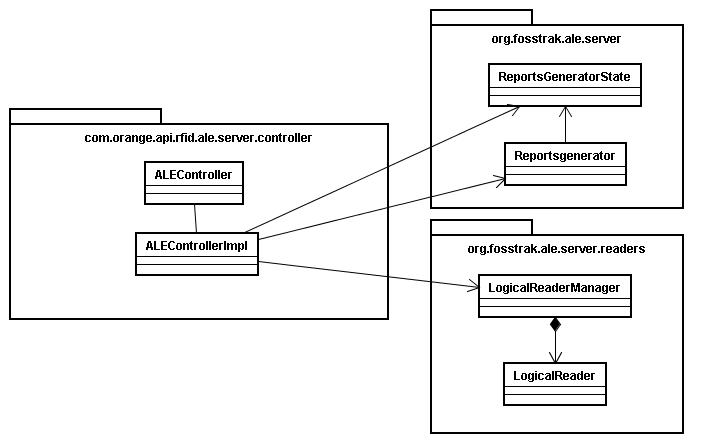 org.fosstrak.ale.server
ReportsGeneratorState
Reportsgenerator
com.orange.api.rfid.ale.server.controller
ALEController
ALEControllerImpl
org.fosstrak.ale.server.readers
LogicalReaderManager
LogicalReader